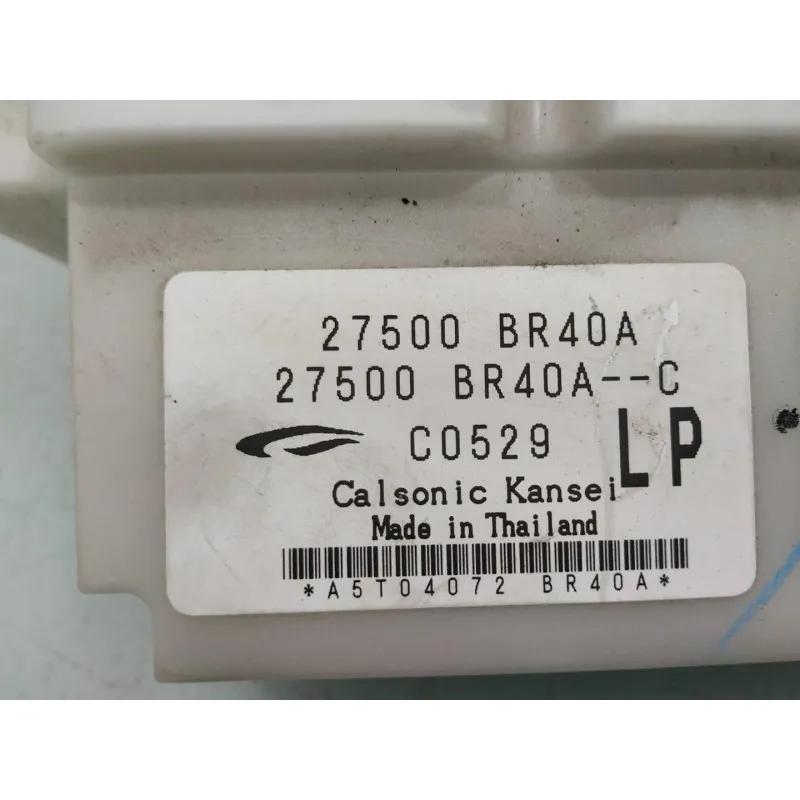 27500 BR40A
27500 BR40A--C
C0529 LP
Calsonic Kansei
Made in Thailand
*A5T04072 BR40A*